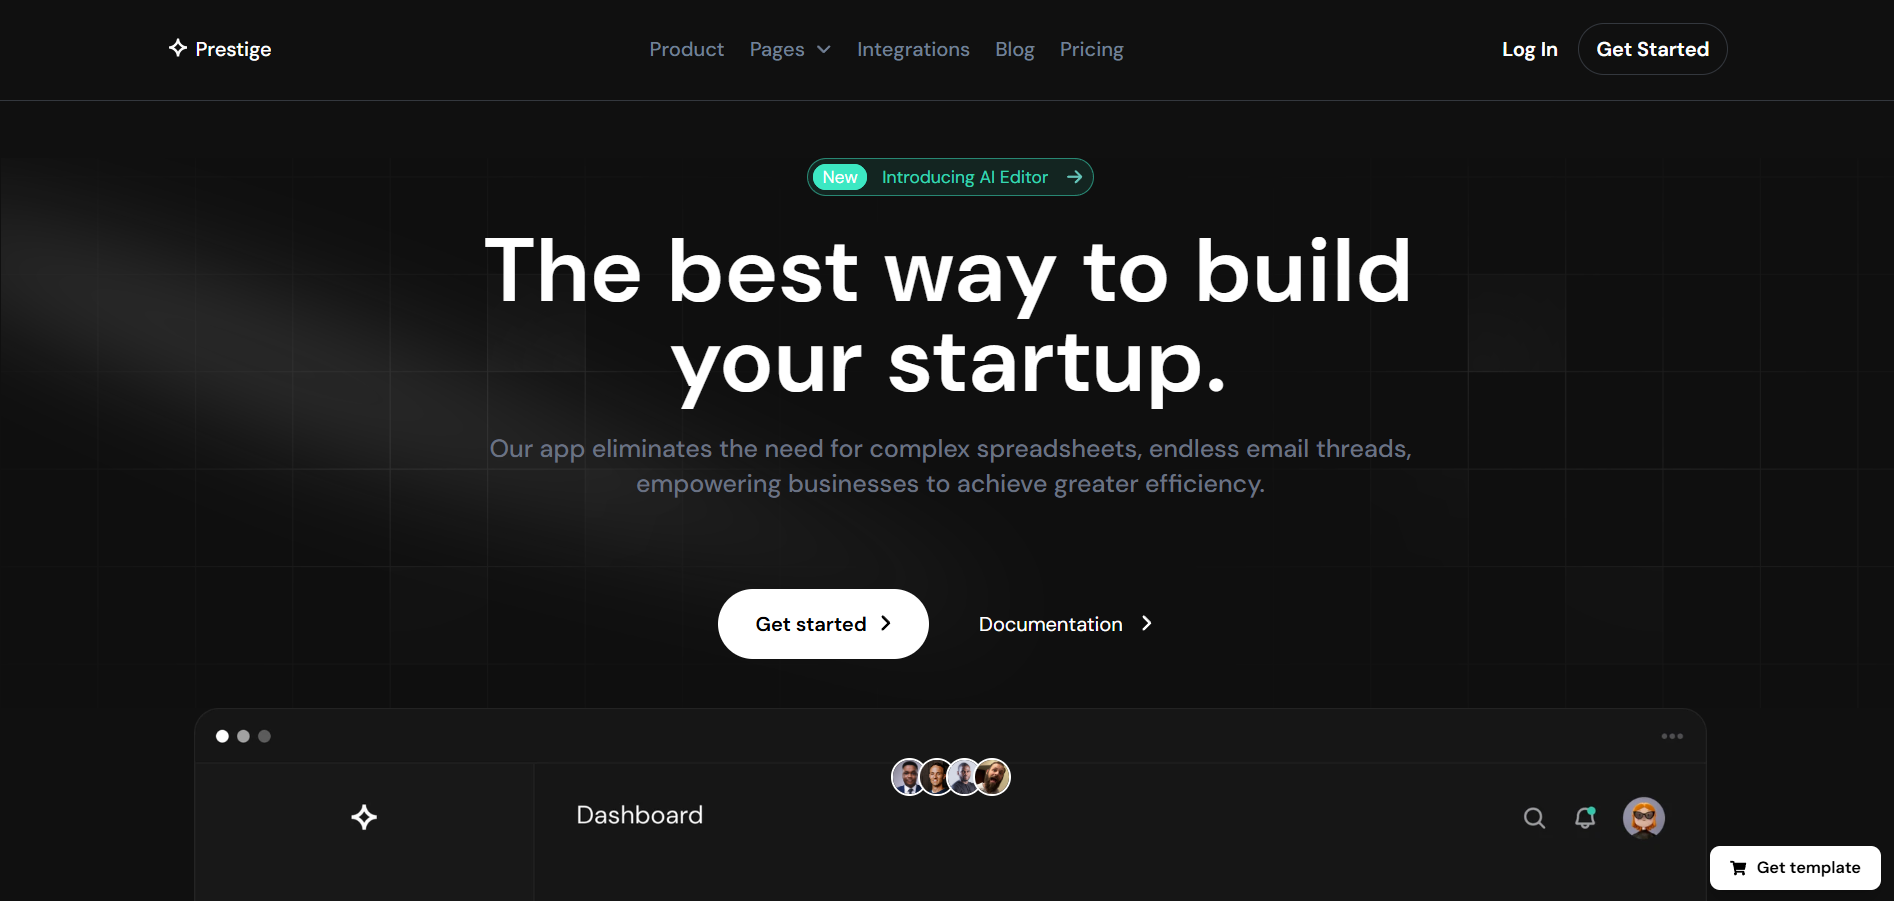 Prestige
Product Pages Integrations Blog Pricing
Log In Get Started
New Introducing AI Editor
The best way to build
your startup.
Our app eliminates the need for complex spreadsheets, endless email threads,
empowering businesses to achieve greater efficiency.
Get started Documentation
Dashboard
Get template